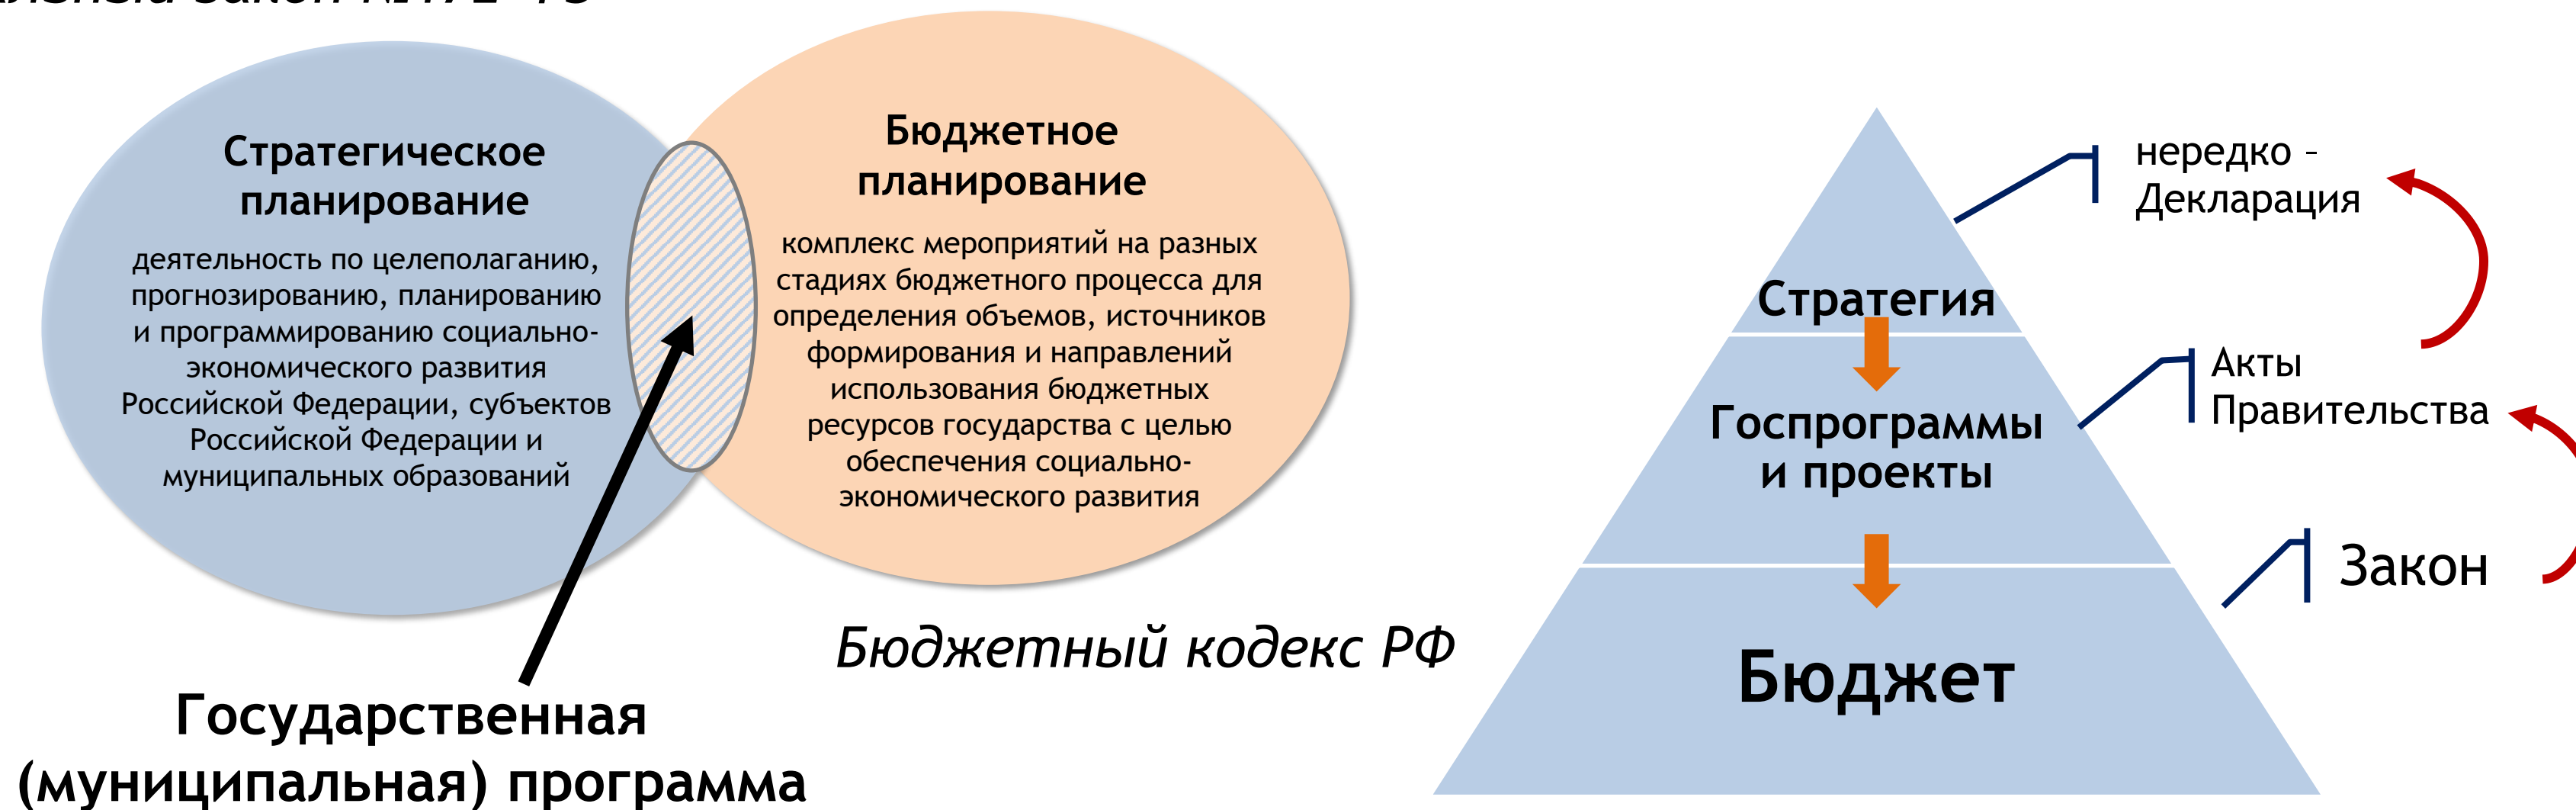 закон №172-ФЗ
Стратегическое
планирование
деятельность по целеполаганию,
прогнозированию, планированию
и программированию социально-
экономического развития
Российской Федерации, субъектов
Российской Федерации и
муниципальных образований
Бюджетное
планирование
комплекс мероприятий на разных
стадиях бюджетного процесса для
определения объемов, источников
формирования и направлений
использования бюджетных
ресурсов государства с целью
обеспечения социально-
экономического развития
Бюджетный кодекс РФ
Государственная
(муниципальная) программа
Стратегия
Госпрограммы
и проекты
Бюджет
нередко –
Декларация
Акты
Правительства
Закон